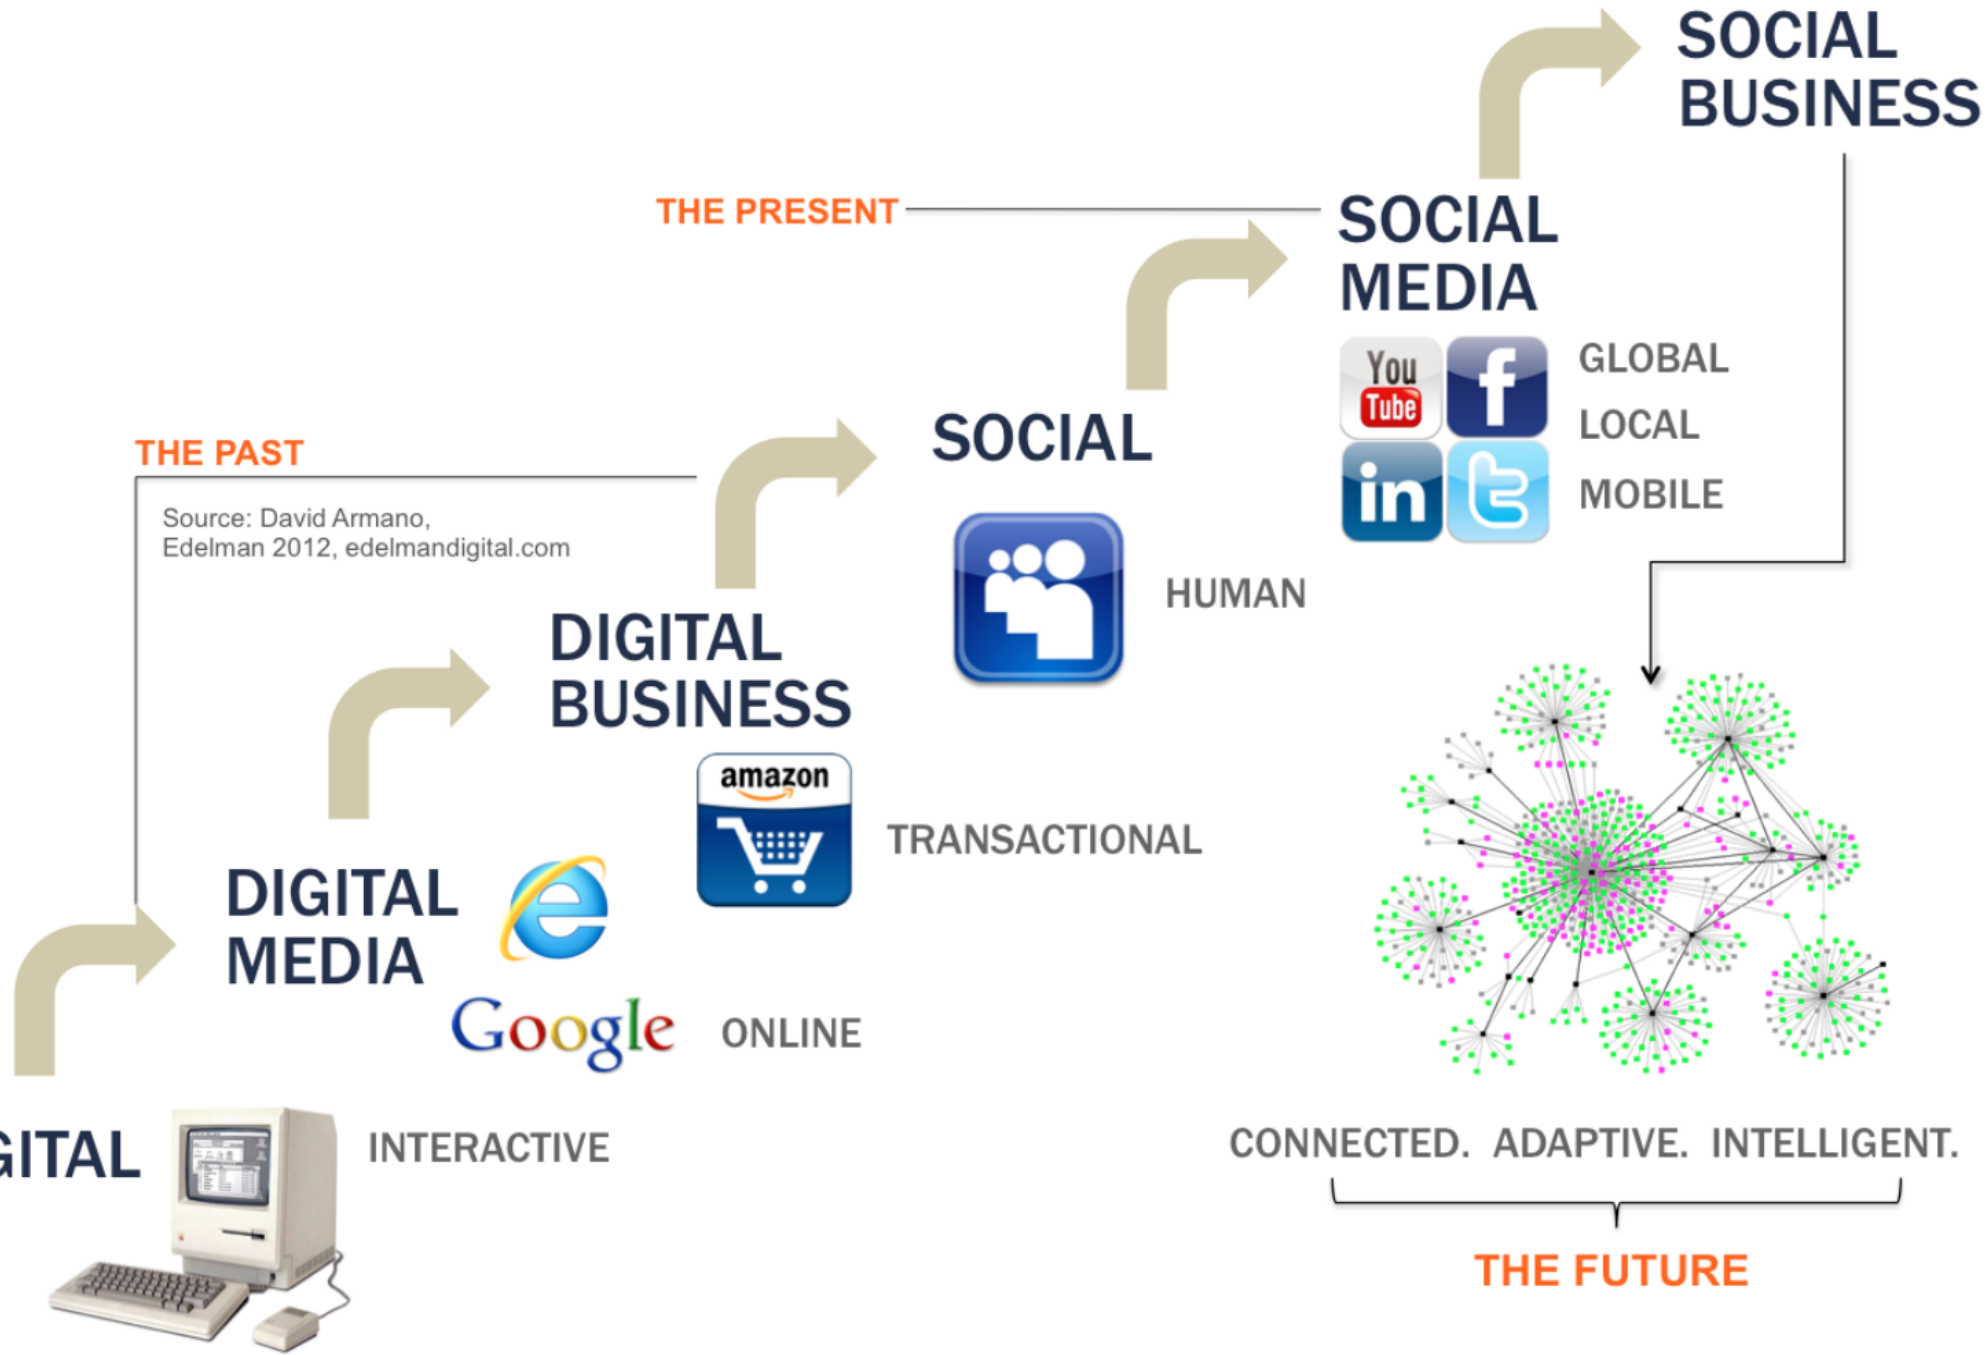 SOCIAL
BUSINESS
THE PRESENT
SOCIAL
MEDIA
You
Tube
f
GLOBAL
LOCAL
in
t
MOBILE
SOCIAL
HUMAN
THE PAST
Source: David Armano,
Edelman 2012, edelmandigital.com
DIGITAL
BUSINESS
amazon
TRANSACTIONAL
DIGITAL
MEDIA
e
Google
ONLINE
GITAL
INTERACTIVE
CONNECTED. ADAPTIVE. INTELLIGENT.
THE FUTURE